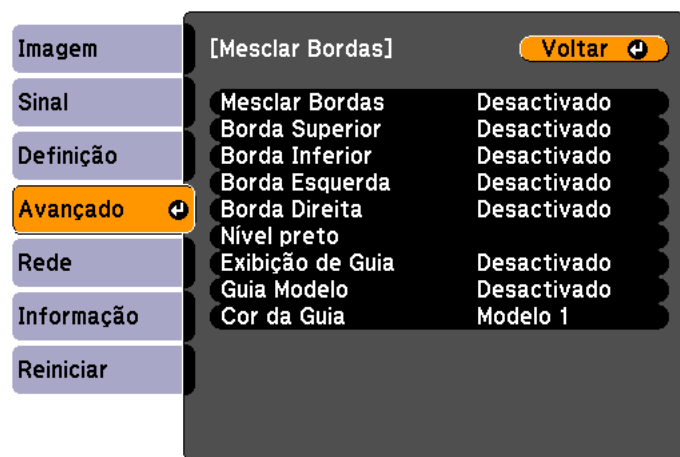 Imagem
Sinal
Definição
Avançado
Rede
Informação
Reiniciar
[Mesclar Bordas] Voltar
Mesclar Bordas Desactivado
Borda Superior Desactivado
Borda Inferior Desactivado
Borda Esquerda Desactivado
Borda Direita Desactivado
Nível preto
Exibição de Guia Desactivado
Guia Modelo Desactivado
Cor da Guia Modelo 1